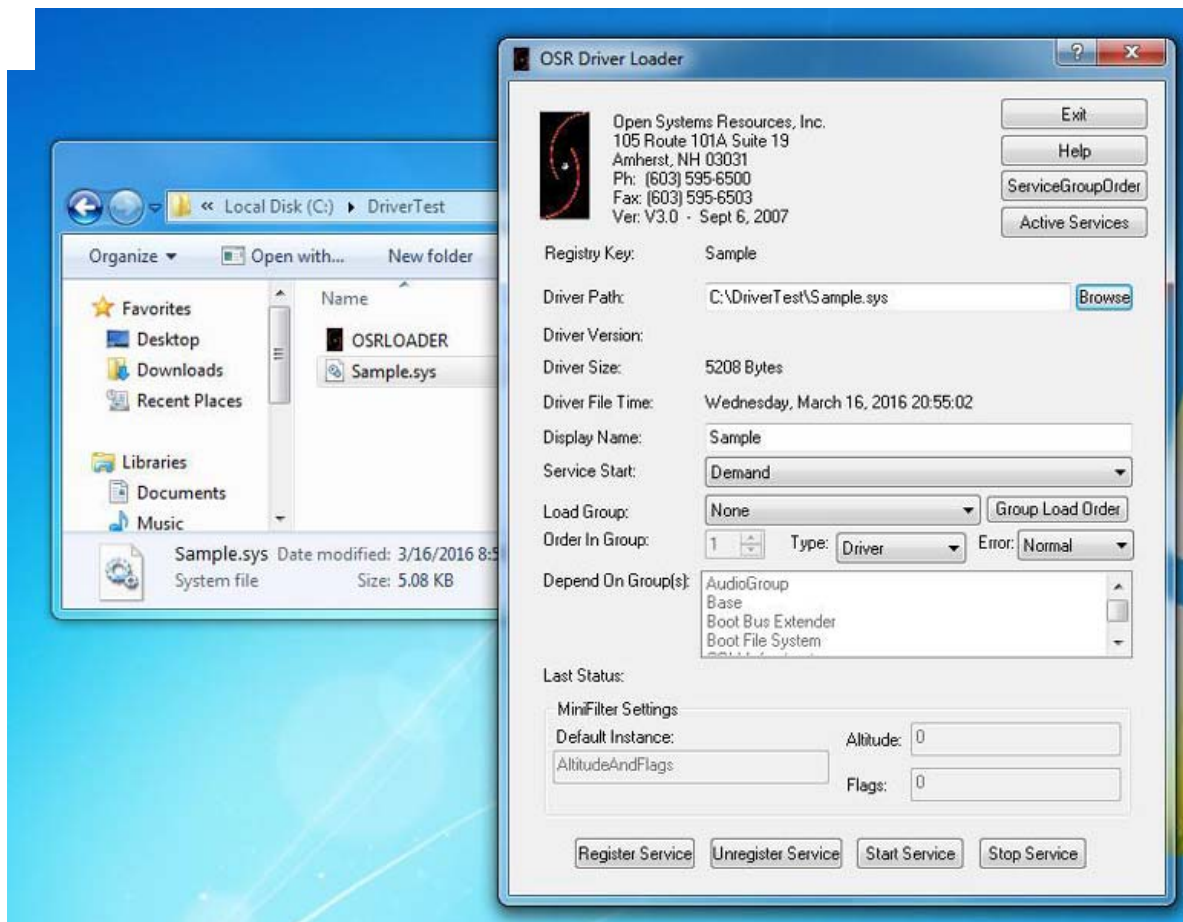 OSR Driver Loader
?
Open Systems Resources, Inc.
105 Route 101A Suite 19
Amherst, NH 03031
Ph: (603) 595-6500
Fax: (603) 595-6503
Ver: V3.0 - Sept 6, 2007
Exit
Help
ServiceGroupOrder
Active Services
« Local Disk (C:) DriverTest
Organize Open with... New folder
Favorites
Desktop
Downloads
Recent Places
Libraries
Documents
Music
Name
OSRLOADER
Sample.sys
Sample.sys Date modified: 3/16/2016 8:5
System file Size: 5.08 KB
Registry Key: Sample
Driver Path: C:\DriverTest\Sample.sys Browse
Driver Version:
Driver Size: 5208 Bytes
Driver File Time: Wednesday, March 16, 2016 20:55:02
Display Name: Sample
Service Start: Demand
Load Group: None Group Load Order
Order In Group: 1 Type: Driver Error: Normal
Depend On Group(s): AudioGroup
Base
Boot Bus Extender
Boot File System
Last Status:
MiniFilter Settings
Default Instance:
AltitudeAndFlags
Altitude: 0
Flags: 0
Register Service Unregister Service Start Service Stop Service